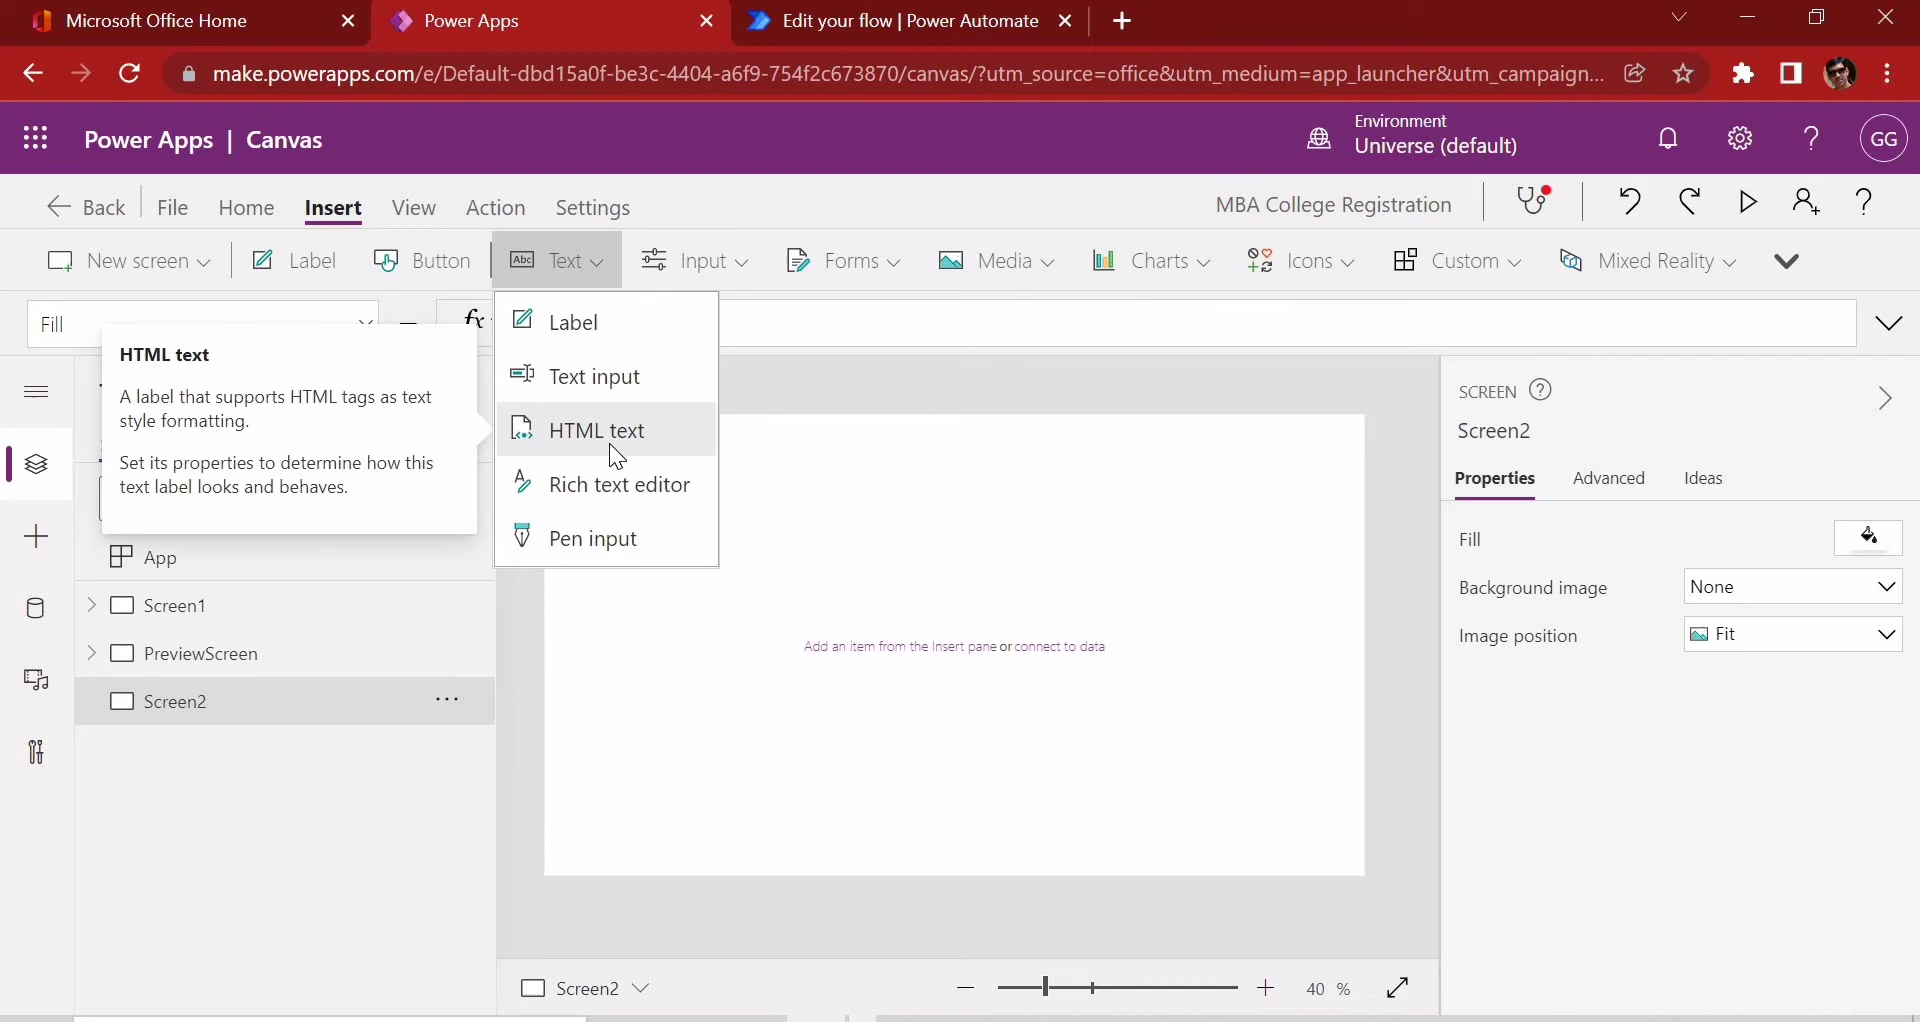 Microsoft Office Home
Power Apps
Edit your flow | Power Automate
make.powerapps.com/e/Default-dbd15a0f-be3c-4404-a6f9-754f2c673870/canvas/?utm_source=office&utm_medium=app_launcher&utm_campaign...
Power Apps | Canvas
Environment
Universe (default)
GG
Back
File
Home
Insert
View
Action
Settings
MBA College Registration
New screen
Label
Button
Abc Text
Input
Forms
Media
Charts
Icons
Custom
Mixed Reality
Fill
fx
HTML text
A label that supports HTML tags as text
style formatting.
Set its properties to determine how this
text label looks and behaves.
Label
Text input
HTML text
Rich text editor
Pen input
App
Screen1
PreviewScreen
Screen2
Add an item from the Insert pane or connect to data
SCREEN
Screen2
Properties
Advanced
Ideas
Fill
Background image
None
Image position
Fit
Screen2
40 %